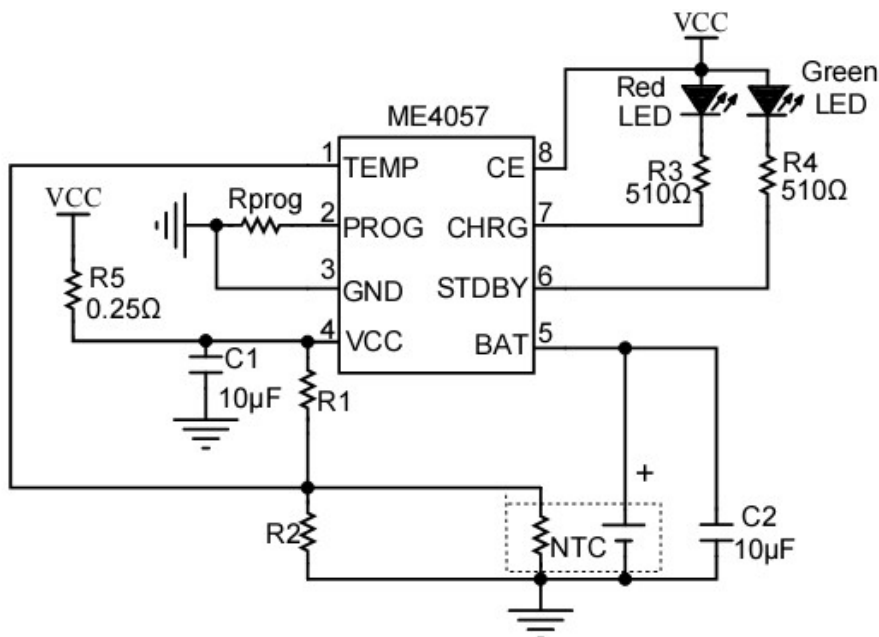 VCC
Red
LED
Green
LED
ME4057
1
TEMP
CE
8
R3
510Ω
R4
510Ω
VCC
Rprog
2
PROG
CHRG
7
R5
0.25Ω
3
GND
STDBY
6
4
VCC
BAT
5
C1
10μF
R1
+
R2
NTC
C2
10μF